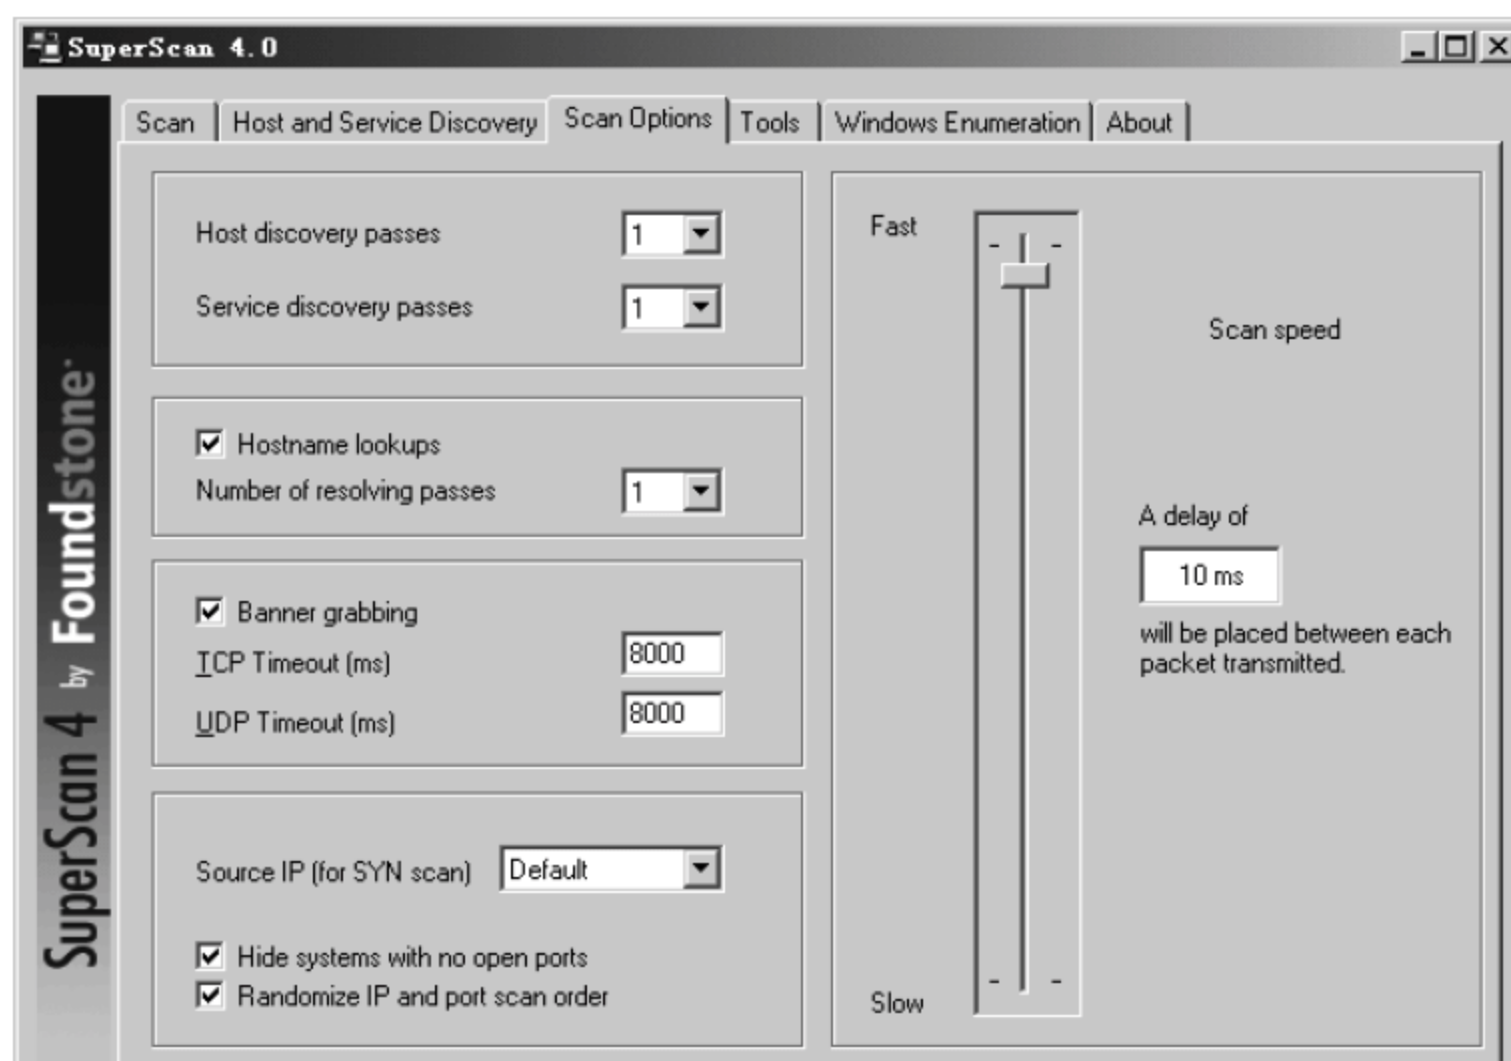 SuperScan 4.0
Scan
Host and Service Discovery
Scan Options
Tools
Windows Enumeration
About
Host discovery passes
1
Service discovery passes
1
Hostname lookups
Number of resolving passes
1
Banner grabbing
TCP Timeout (ms)
8000
UDP Timeout (ms)
8000
Source IP (for SYN scan)
Default
Hide systems with no open ports
Randomize IP and port scan order
Fast
Slow
Scan speed
A delay of
10 ms
will be placed between each
packet transmitted.
SuperScan 4 by Foundstone